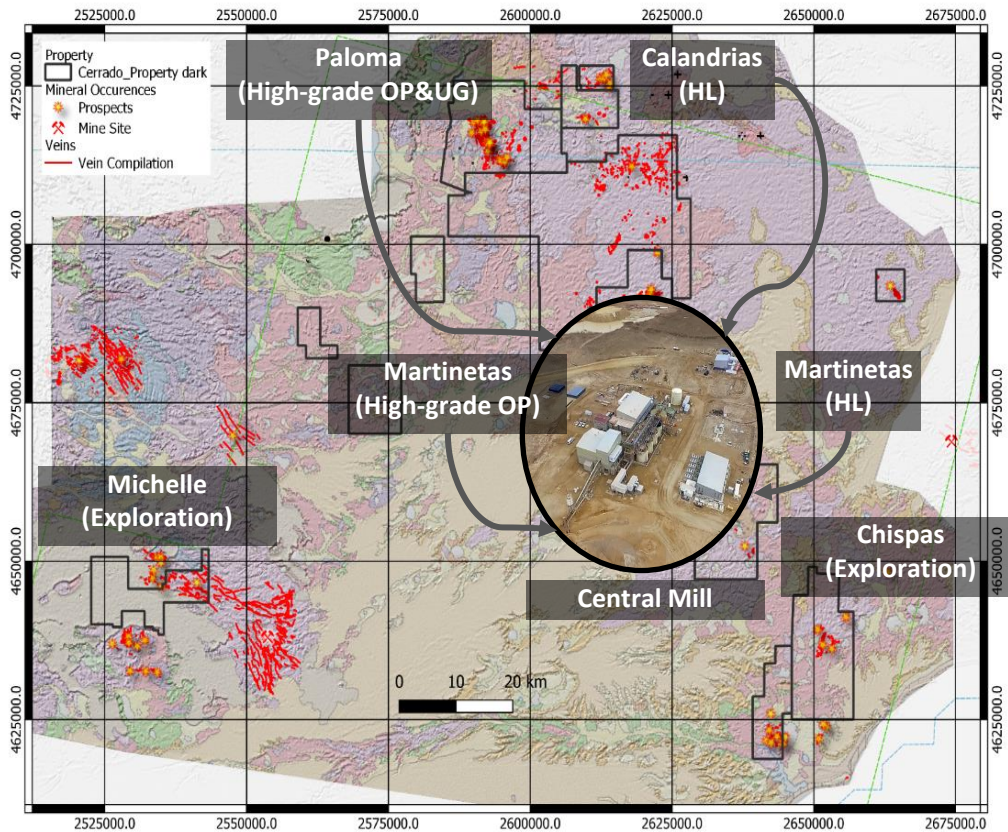 2525000.0 2550000.0 2575000.0 2600000.0 2625000.0 2650000.0 2675000.0
Property
Cerrado_Property dark
Mineral Occurences
Prospects
Mine Site
Veins
Vein Compilation
Paloma
(High-grade OP&UG)
Calandrias
(HL)
4725000.0 4725000.0
4700000.0 4700000.0
Martinetas
(High-grade OP)
Martinetas
(HL)
4675000.0 4675000.0
Michelle
(Exploration)
Chispas
(Exploration)
4650000.0 4650000.0
Central Mill
0 10 20 km
4625000.0 4625000.0
2525000.0 2550000.0 2575000.0 2600000.0 2625000.0 2650000.0 2675000.0